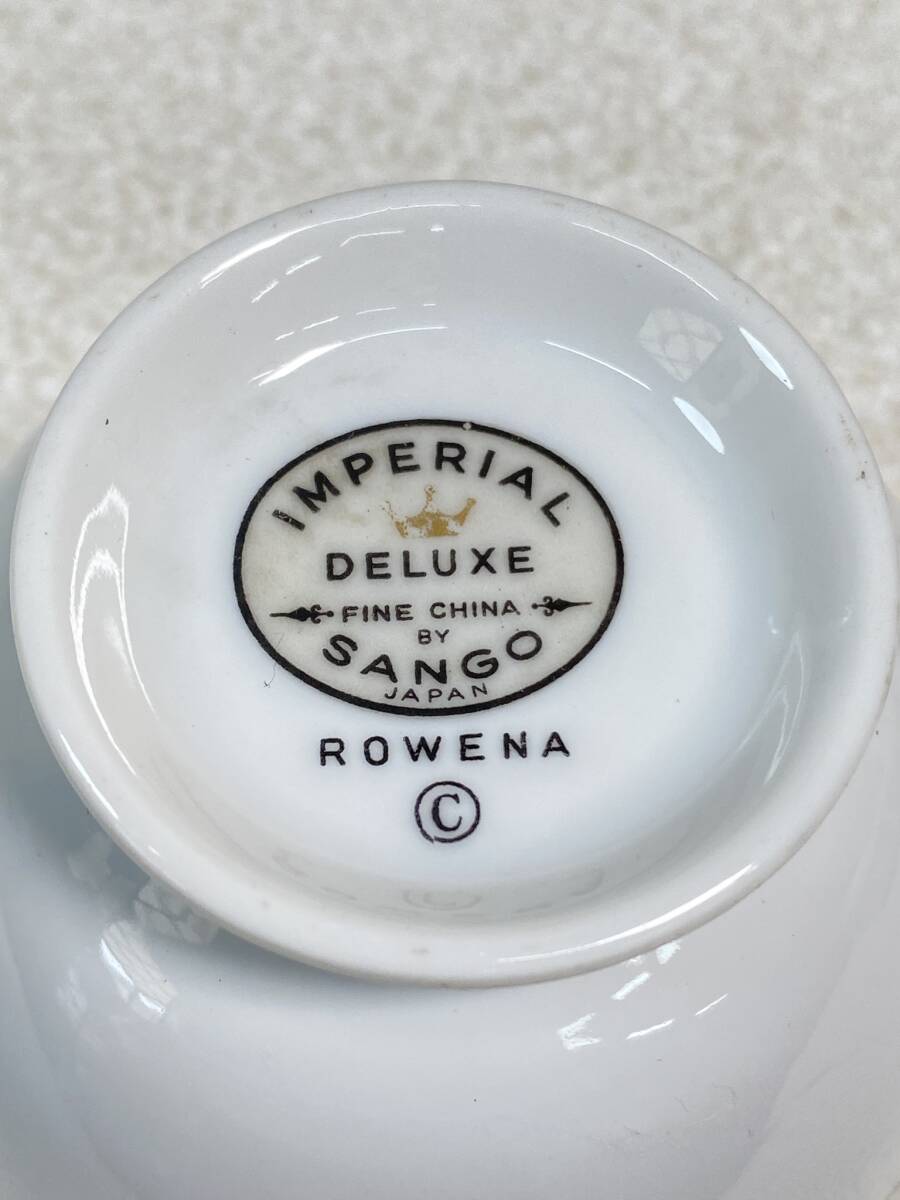 IMPERIAL
DELUXE
FINE CHINA
BY
SANGO
JAPAN
ROWENA
©